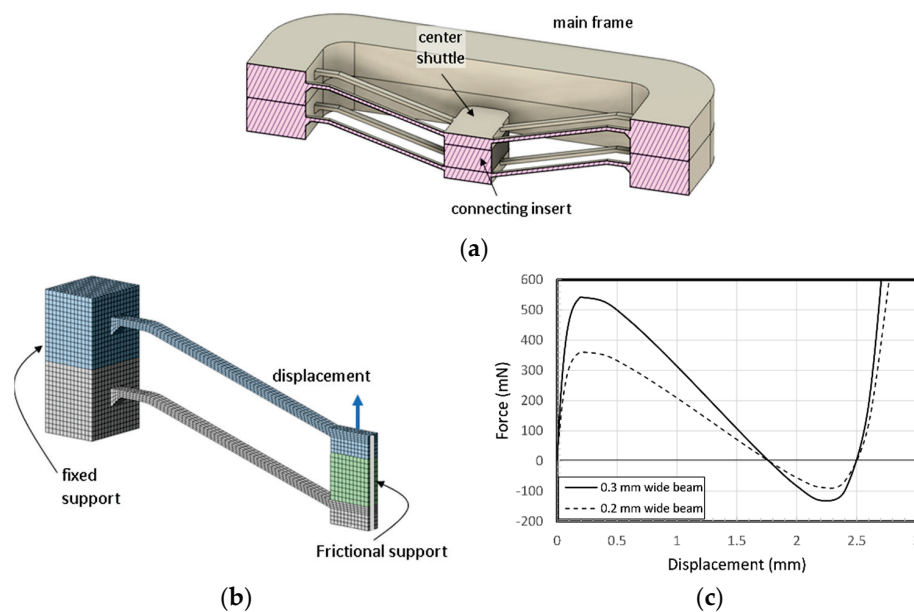 main frame
center
shuttle
connecting insert
(a)
displacement
fixed
support
Frictional support
(b)
600
500
400
300
200
100
0
-100
-200
Force (mN)
0.3 mm wide beam
0.2 mm wide beam
0
0.5
1
1.5
2
2.5
Displacement (mm)
(c)